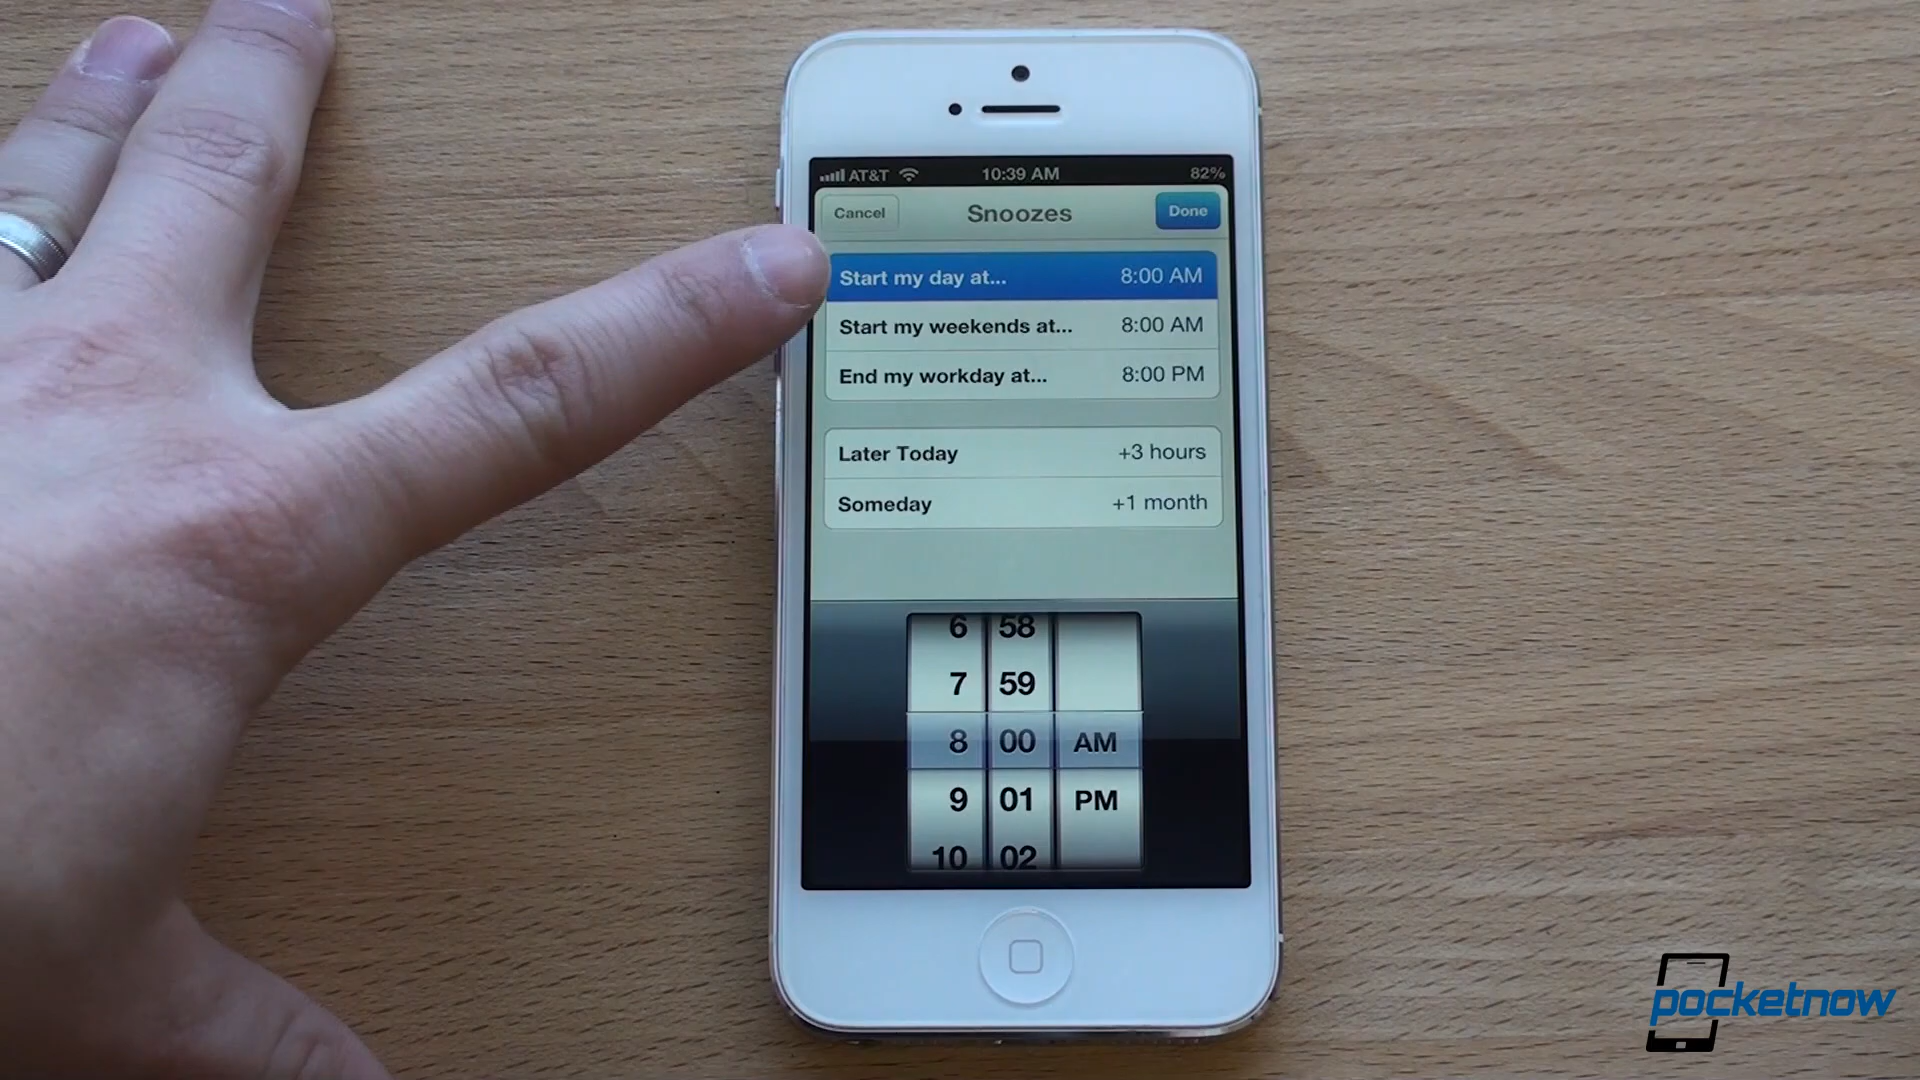 AT&T 10:39 AM 82%
Cancel Snoozes Done
Start my day at... 8:00 AM
Start my weekends at... 8:00 AM
End my workday at... 8:00 PM
Later Today +3 hours
Someday +1 month
6 58
7 59
8 00 AM
9 01 PM
10 02
pocketnow